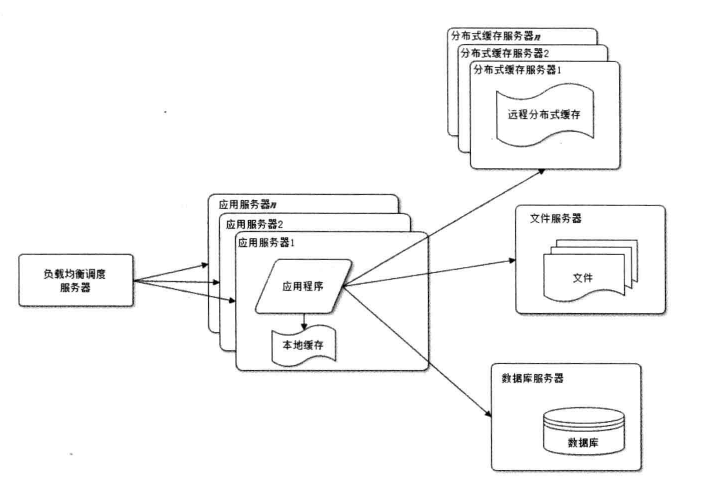 分布式缓存服务器n
分布式缓存服务器2
分布式缓存服务器1
远程分布式缓存
应用服务器n
应用服务器2
应用服务器1
应用程序
本地缓存
负载均衡调度
服务器
文件服务器
文件
数据库服务器
数据库